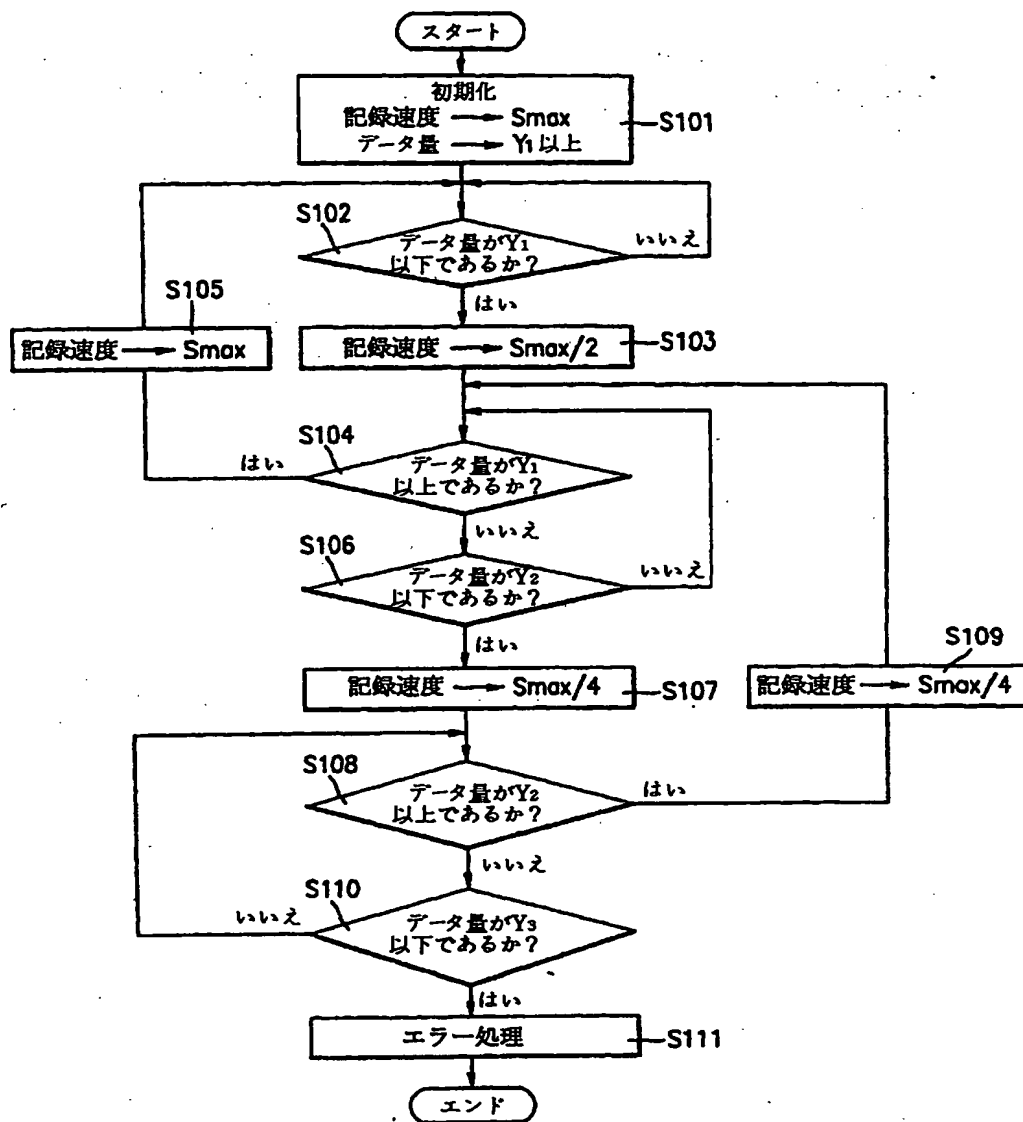 スタート
初期化
記録速度 → Smax
データ量 → Y1以上
S101
S102
データ量がY1
以下であるか?
いいえ
はい
S105
記録速度 → Smax
記録速度 → Smax/2
S103
S104
データ量がY1
以上であるか?
はい
いいえ
S106
データ量がY2
以下であるか?
いいえ
はい
記録速度 → Smax/4
S107
S109
記録速度 → Smax/4
S108
データ量がY2
以上であるか?
はい
いいえ
S110
データ量がY3
以下であるか?
いいえ
はい
エラー処理
S111
エンド